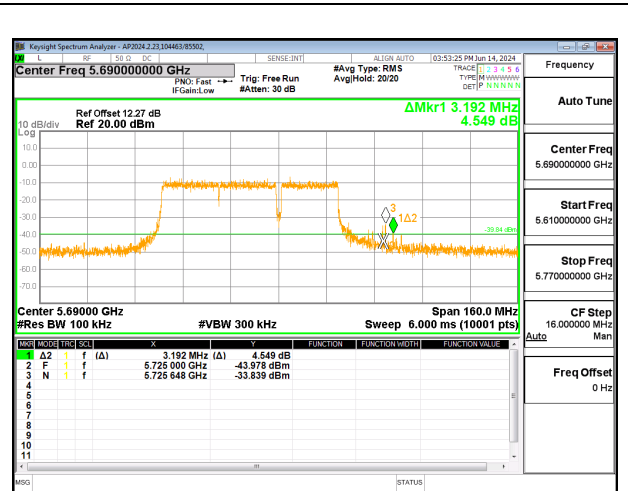 Keysight Spectrum Analyzer - AP2024.2.23,104463/85502,
L RF 50 Ω DC SENSE:INT ALIGN AUTO 03:53:25 PM Jun 14, 2024
Center Freq 5.690000000 GHz
PNO: Fast
IFGain:Low
Trig: Free Run
#Atten: 30 dB
#Avg Type: RMS
Avg|Hold: 20/20
TRACE 1 2 3 4 5 6
TYPE M WWWWW
DET P N N N N N
Frequency
Auto Tune
Center Freq
5.690000000 GHz
Start Freq
5.610000000 GHz
Stop Freq
5.770000000 GHz
CF Step
16.000000 MHz
Auto Man
Freq Offset
0 Hz
Ref Offset 12.27 dB
10 dB/div Ref 20.00 dBm
Log
ΔMkr1 3.192 MHz
4.549 dB
10.0
0.00
-10.0
-20.0
-30.0
-40.0
-50.0
-60.0
-70.0
3
1Δ2
-39.84 dBm
Center 5.69000 GHz Span 160.0 MHz
#Res BW 100 kHz #VBW 300 kHz Sweep 6.000 ms (10001 pts)
MKR MODE TRC SCL X Y FUNCTION FUNCTION WIDTH FUNCTION VALUE
1 Δ2 1 f (Δ) 3.192 MHz (Δ) 4.549 dB
2 F 1 f 5.725 000 GHz -43.978 dBm
3 N 1 f 5.725 648 GHz -33.839 dBm
4
5
6
7
8
9
10
11
MSG STATUS